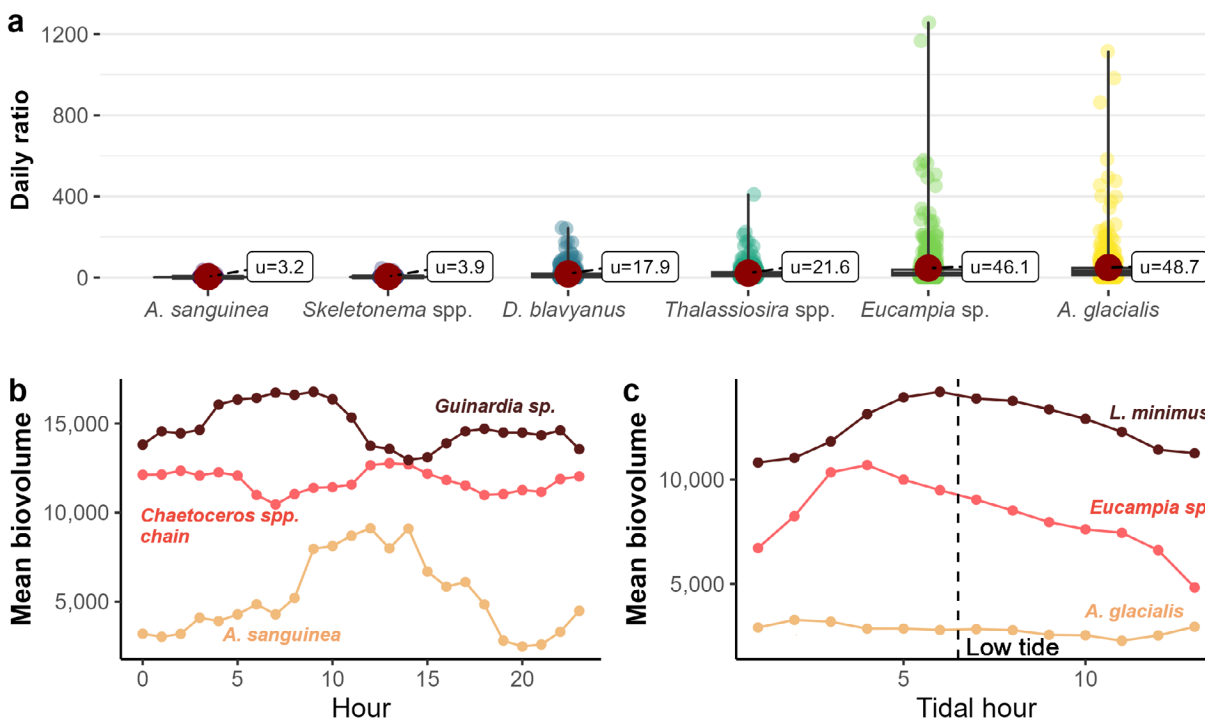 a
Daily ratio
1200
800
400
0
u=3.2
u=3.9
u=17.9
u=21.6
u=46.1
u=48.7
A. sanguinea
Skeletonema spp.
D. blavyanus
Thalassiosira spp.
Eucampia sp.
A. glacialis
b
Mean biovolume
15,000
10,000
5,000
Guinardia sp.
Chaetoceros spp.
chain
A. sanguinea
0
5
10
15
20
Hour
c
Mean biovolume
10,000
5,000
L. minimus
Eucampia sp
A. glacialis
Low tide
5
10
Tidal hour